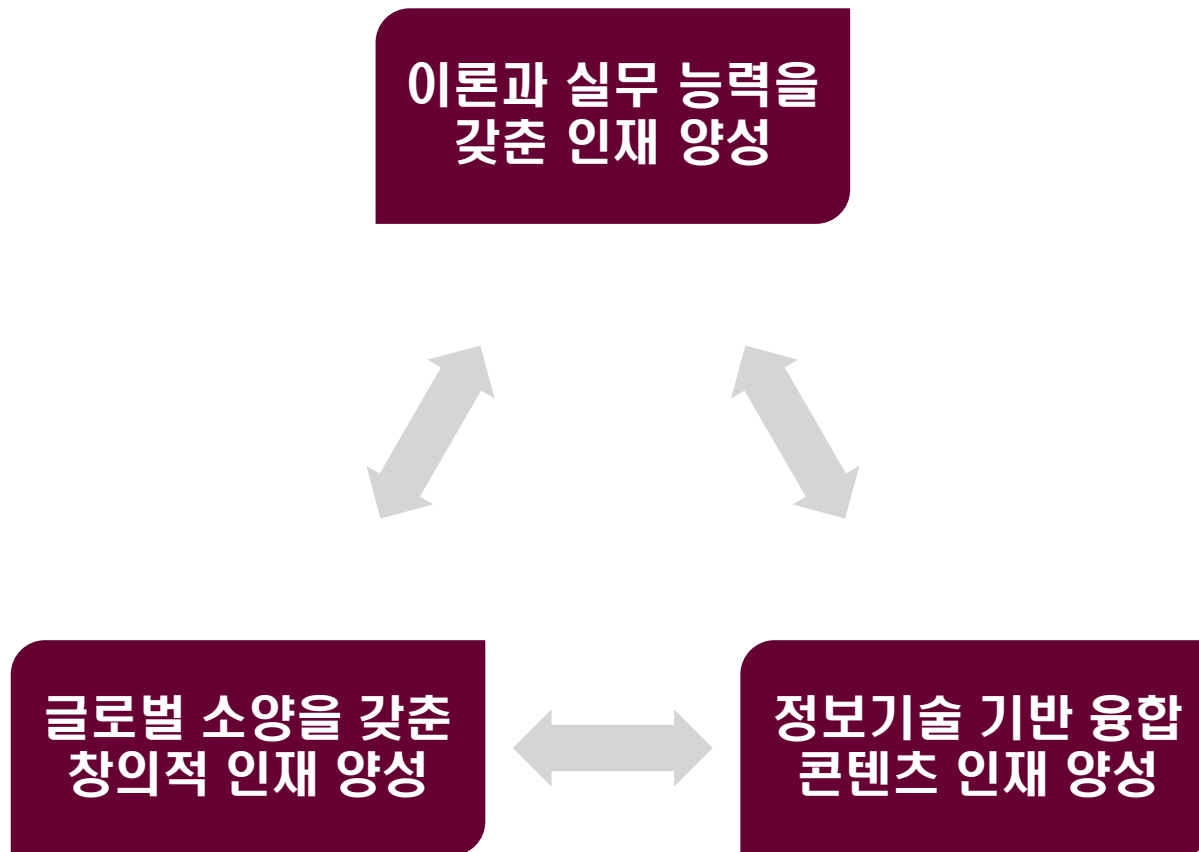 이론과 실무 능력을
갖춘 인재 양성
글로벌 소양을 갖춘
창의적 인재 양성
정보기술 기반 융합
콘텐츠 인재 양성